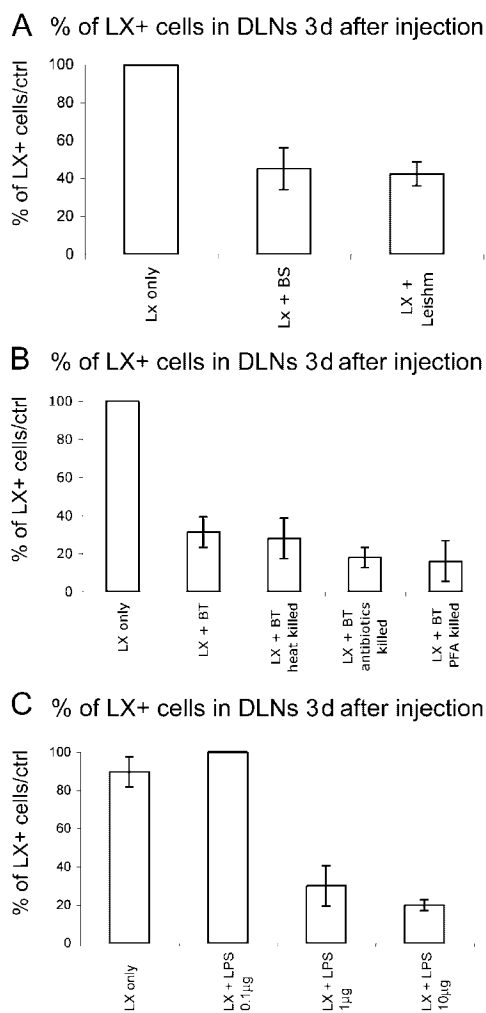 A % of LX+ cells in DLNs 3d after injection
% of LX+ cells/ctrl
100
80
60
40
20
0
Lx only
Lx + BS
LX +
Leishm
B % of LX+ cells in DLNs 3d after injection
% of LX+ cells/ctrl
100
80
60
40
20
0
LX only
LX + BT
LX + BT
heat killed
LX + BT
antibiotics
killed
LX + BT
PFA killed
C % of LX+ cells in DLNs 3d after injection
% of LX+ cells/ctrl
100
80
60
40
20
0
LX only
LX + LPS
0.1µg
LX + LPS
1µg
LX + LPS
10µg